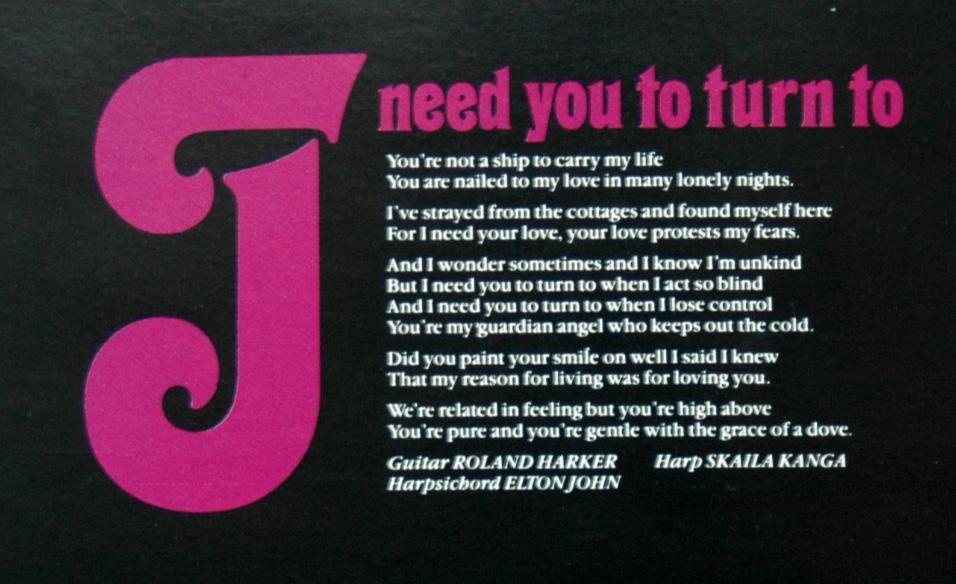 I need you to turn to
You're not a ship to carry my life
You are nailed to my love in many lonely nights.
I've strayed from the cottages and found myself here
For I need your love, your love protests my fears.
And I wonder sometimes and I know I'm unkind
But I need you to turn to when I act so blind
And I need you to turn to when I lose control
You're my guardian angel who keeps out the cold.
Did you paint your smile on well I said I knew
That my reason for living was for loving you.
We're related in feeling but you're high above
You're pure and you're gentle with the grace of a dove.
Guitar ROLAND HARKER Harp SKAILA KANGA
Harpsichord ELTON JOHN